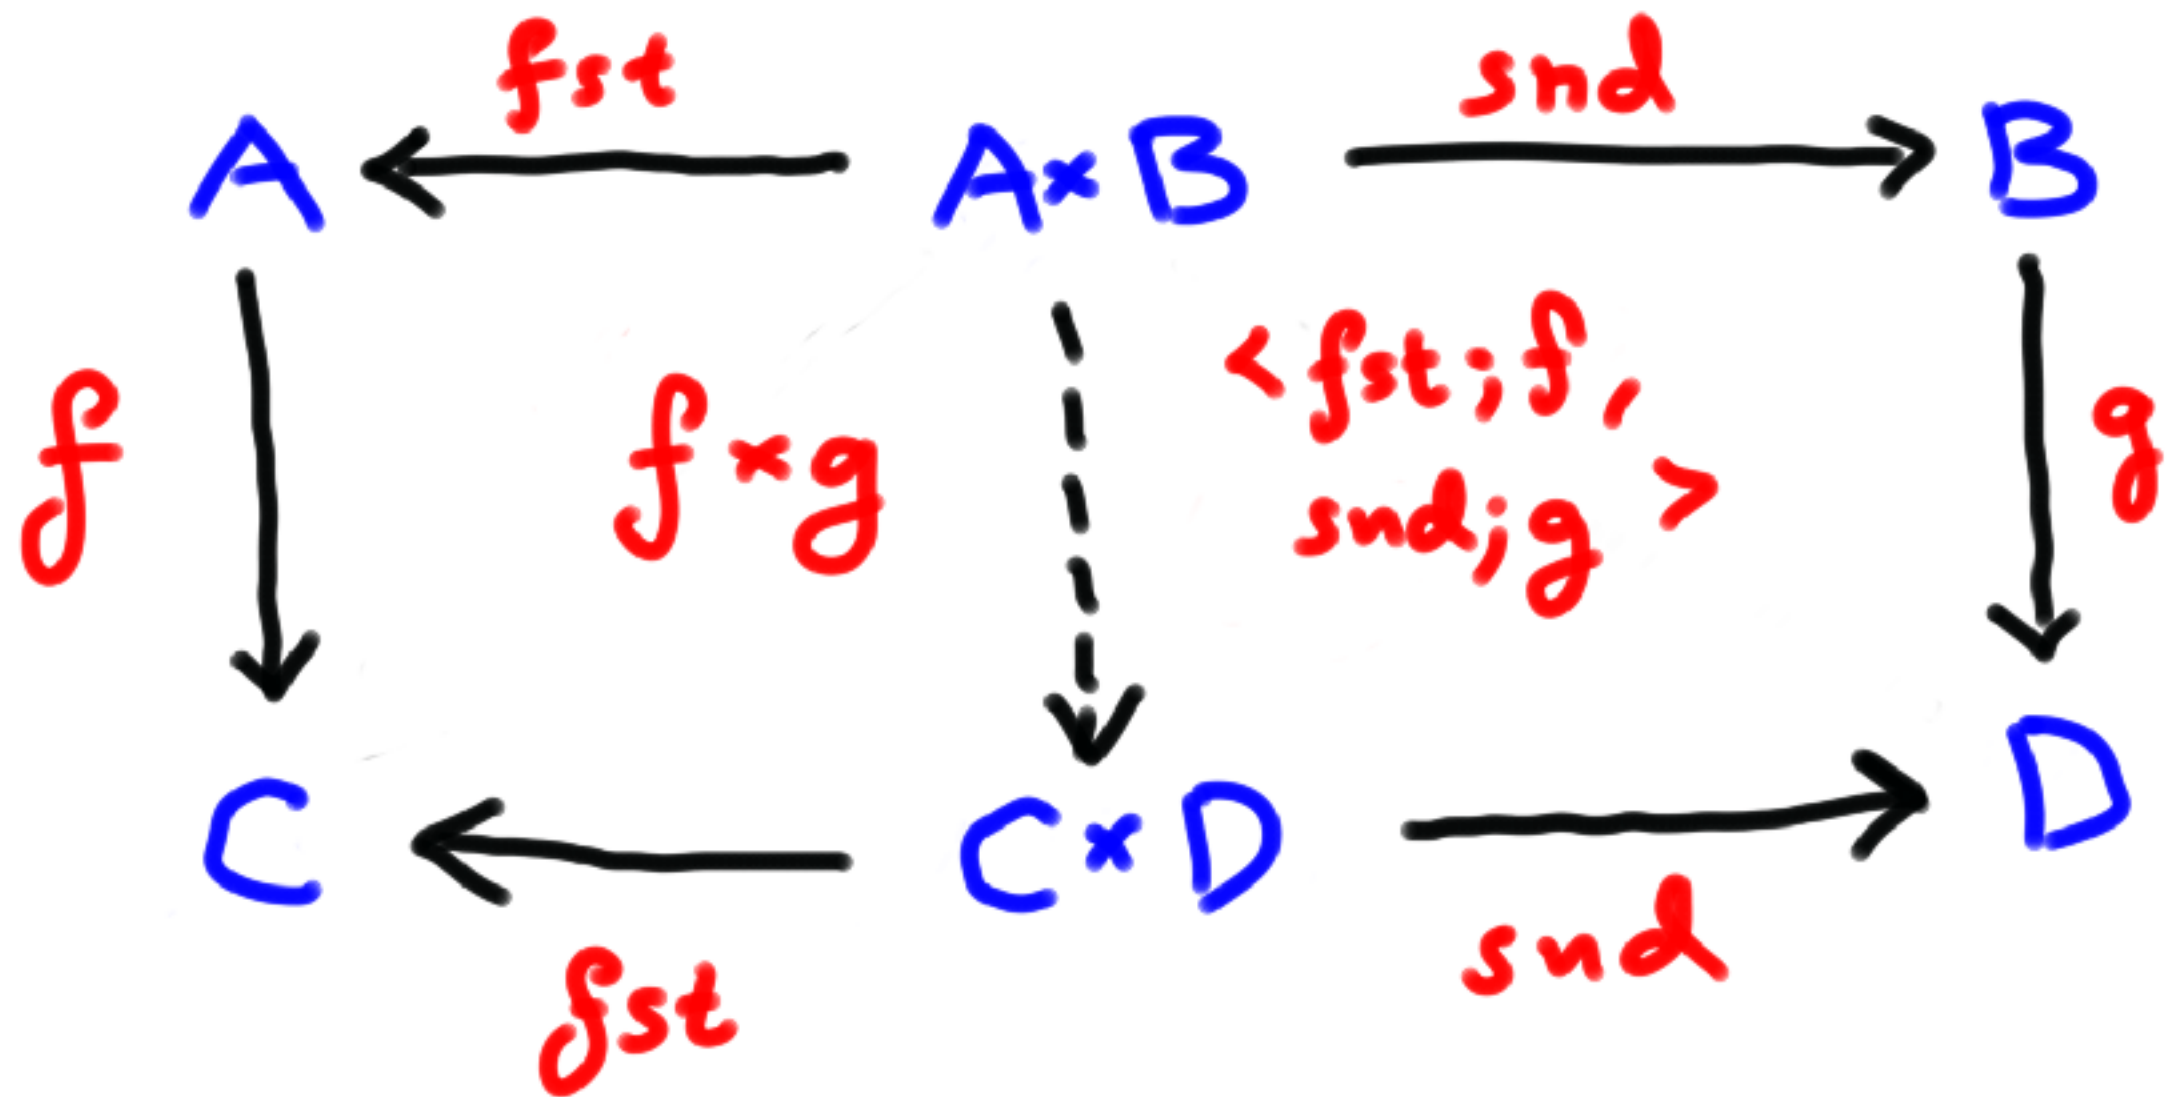 fst snd
A A×B B
<fst;f,
f f×g g
snd;g>
C C×D D
fst snd